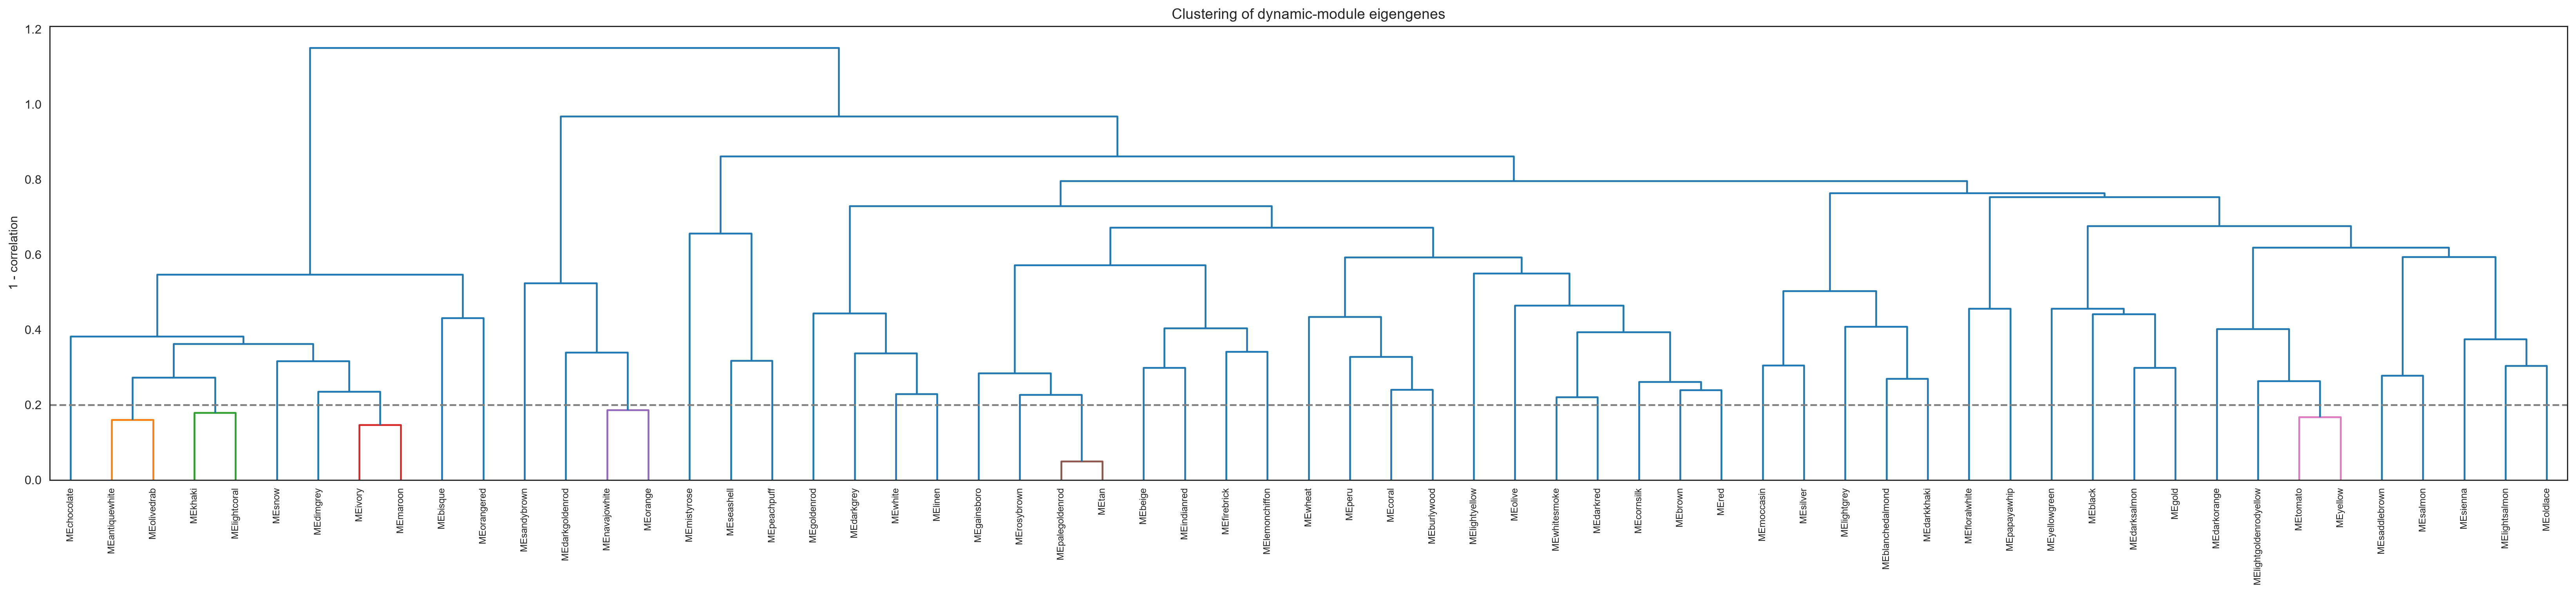 Clustering of dynamic-module eigengenes
1.2
1.0
0.8
0.6
0.4
0.2
0.0
1 - correlation
MEchocolate
MEantiquewhite
MEolivedrab
MEkhaki
MElightcoral
MEsnow
MEdimgrey
MEivory
MEmaroon
MEbisque
MEorangered
MEsandybrown
MEdarkgoldenrod
MEnavajowhite
MEorange
MEmistyrose
MEseashell
MEpeachpuff
MEgoldenrod
MEdarkgrey
MEwhite
MElinen
MEgainsboro
MErosybrown
MEpalegoldenrod
MEtan
MEbeige
MEindianred
MEfirebrick
MElemonchiffon
MEwheat
MEperu
MEcoral
MEburlywood
MElightyellow
MEolive
MEwhitesmoke
MEdarkred
MEcornsilk
MEbrown
MEred
MEmoccasin
MEsilver
MElightgrey
MEblanchedalmond
MEdarkkhaki
MEfloralwhite
MEpapayawhip
MEyellowgreen
MEblack
MEdarksalmon
MEgold
MEdarkorange
MElightgoldenrodyellow
MEtomato
MEyellow
MEsaddlebrown
MEsalmon
MEsienna
MElightsalmon
MEoldlace